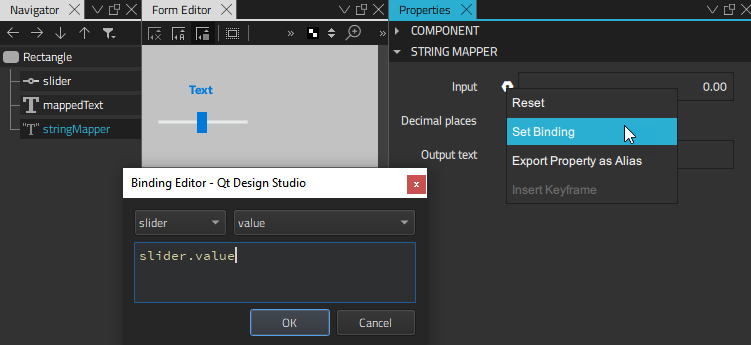 Navigator
Form Editor
Properties
Rectangle
slider
mappedText
"T" stringMapper
Text
COMPONENT
STRING MAPPER
Input
0.00
Decimal places
Output text
Reset
Set Binding
Export Property as Alias
Insert Keyframe
Binding Editor - Qt Design Studio
x
slider
value
slider.value
OK
Cancel